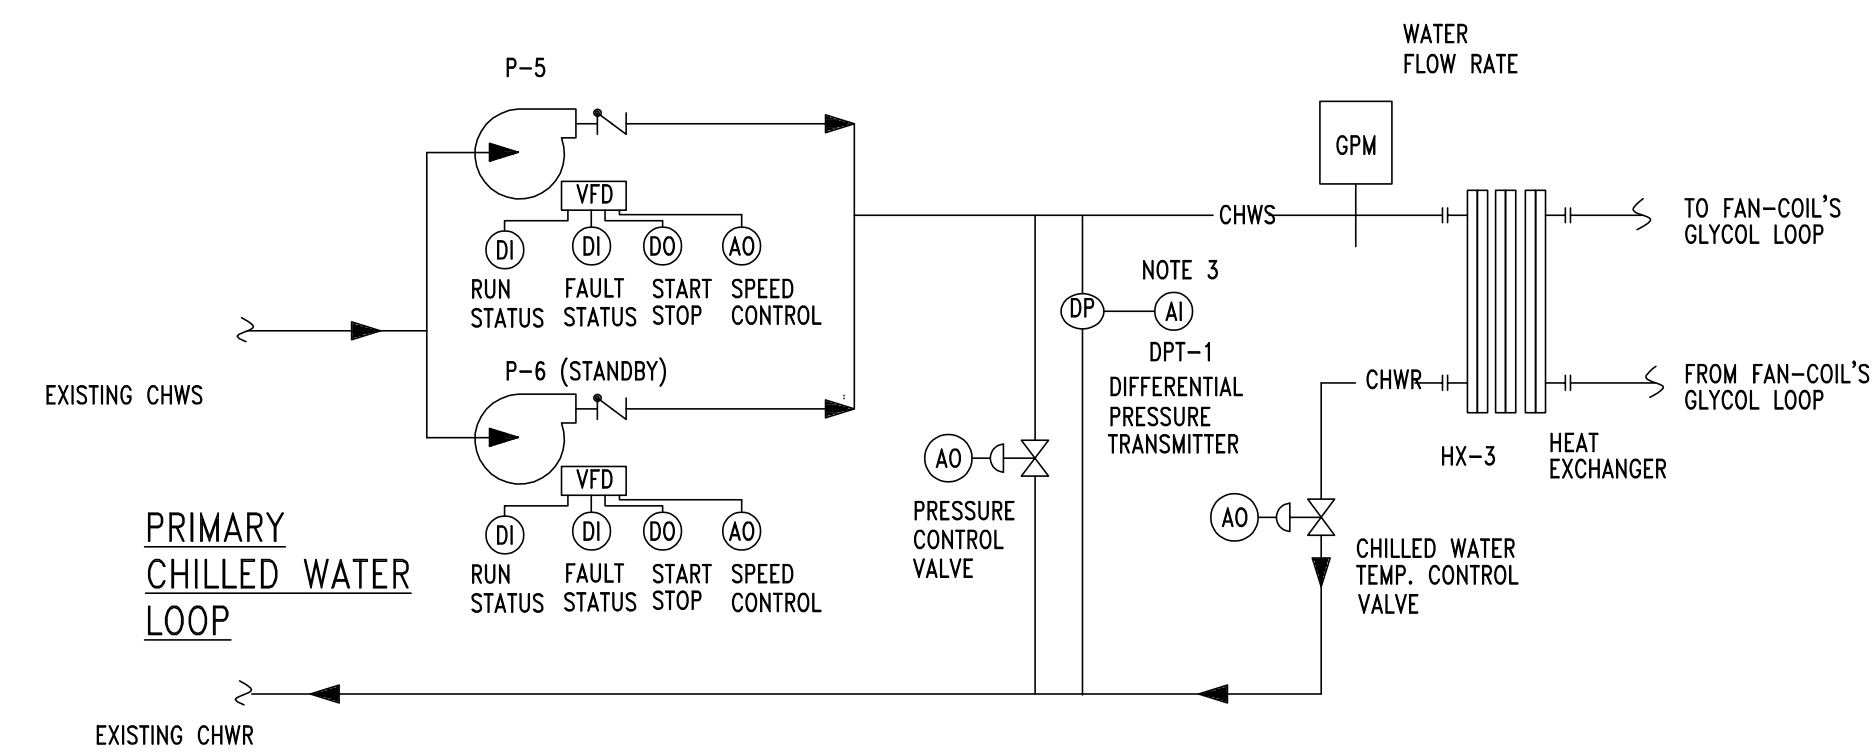 WATER
FLOW RATE
P-5
GPM
VFD
CHWS
TO FAN-COIL'S
GLYCOL LOOP
DI
DI
DO
AO
NOTE 3
RUN
STATUS
FAULT
STATUS
START
STOP
SPEED
CONTROL
DP
AI
DPT-1
DIFFERENTIAL
PRESSURE
TRANSMITTER
P-6 (STANDBY)
EXISTING CHWS
CHWR
FROM FAN-COIL'S
GLYCOL LOOP
HX-3
HEAT
EXCHANGER
AO
PRESSURE
CONTROL
VALVE
VFD
DI
DI
DO
AO
RUN
STATUS
FAULT
STATUS
START
STOP
SPEED
CONTROL
AO
CHILLED WATER
TEMP. CONTROL
VALVE
PRIMARY
CHILLED WATER
LOOP
EXISTING CHWR